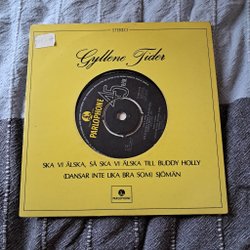 STEREO
Gyllene Tider
PARLOPHONE
45
SKA VI ÄLSKA, SÅ SKA VI ÄLSKA TILL BUDDY HOLLY
(DANSAR INTE LIKA BRA SOM) SJÖMÄN
PARLOPHONE